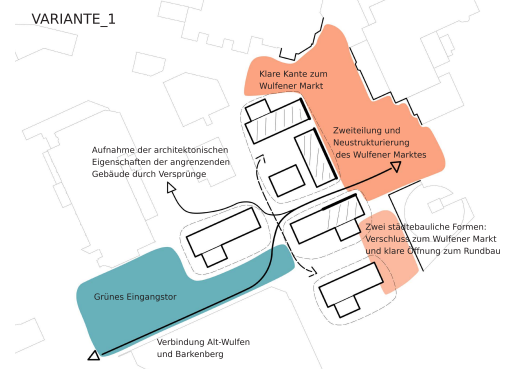 VARIANTE_1
Klare Kante zum
Wulfener Markt
Zweiteilung und
Neustrukturierung
des Wulfener Marktes
Aufnahme der architektonischen
Eigenschaften der angrenzenden
Gebäude durch Versprünge
Zwei städtebauliche Formen:
Verschluss zum Wulfener Markt
und klare Öffnung zum Rundbau
Grünes Eingangstor
Verbindung Alt-Wulfen
und Barkenberg